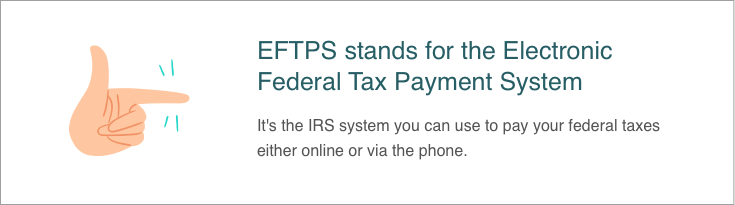 EFTPS stands for the Electronic
Federal Tax Payment System
It's the IRS system you can use to pay your federal taxes
either online or via the phone.